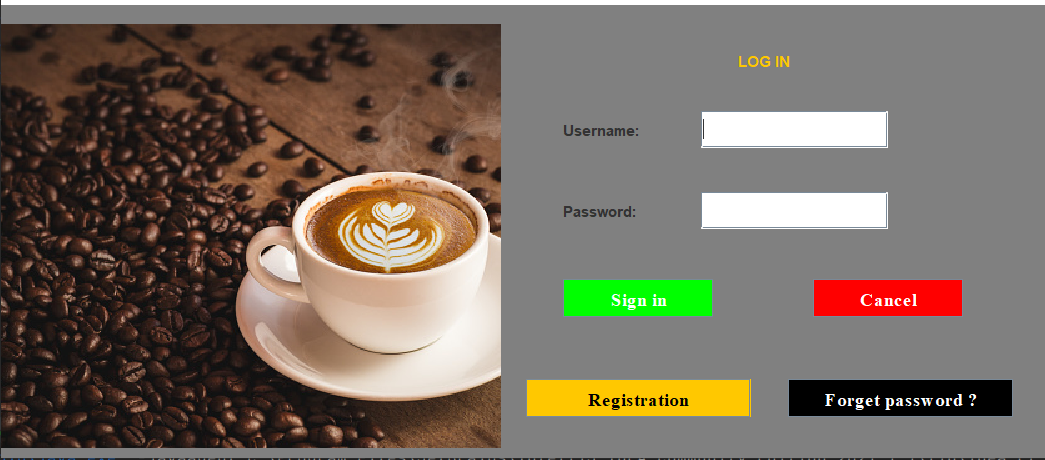 LOG IN
Username:
Password:
Sign in
Cancel
Registration
Forget password ?